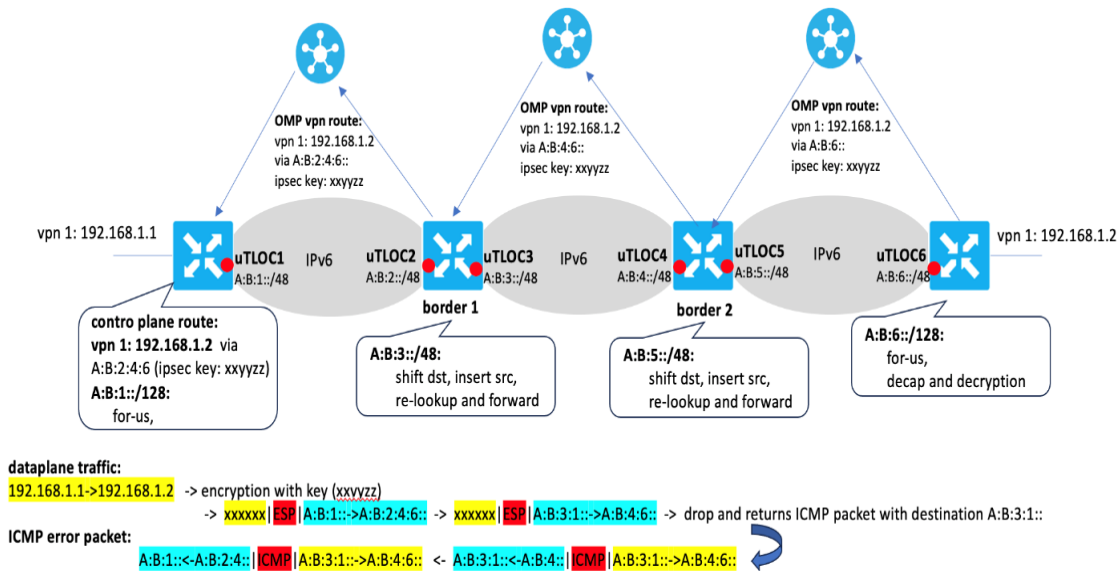 OMP vpn route:
vpn 1: 192.168.1.2
via A:B:2:4:6::
ipsec key: xxyyzz
OMP vpn route:
vpn 1: 192.168.1.2
via A:B:4:6::
ipsec key: xxyyzz
OMP vpn route:
vpn 1: 192.168.1.2
via A:B:6::
ipsec key: xxyyzz
vpn 1: 192.168.1.1
uTLOC1
A:B:1::/48
IPv6
uTLOC2
A:B:2::/48
border 1
uTLOC3
A:B:3::/48
IPv6
uTLOC4
A:B:4::/48
border 2
uTLOC5
A:B:5::/48
IPv6
uTLOC6
A:B:6::/48
vpn 1: 192.168.1.2
contro plane route:
vpn 1: 192.168.1.2 via
A:B:2:4:6 (ipsec key: xxyyzz)
A:B:1::/128:
for-us,
A:B:3::/48:
shift dst, insert src,
re-lookup and forward
A:B:5::/48:
shift dst, insert src,
re-lookup and forward
A:B:6::/128:
for-us,
decap and decryption
dataplane traffic:
192.168.1.1->192.168.1.2 -> encryption with key (xxyyzz)
-> xxxxxx|ESP|A:B:1::->A:B:2:4:6:: -> xxxxxx|ESP|A:B:3:1::->A:B:4:6:: -> drop and returns ICMP packet with destination A:B:3:1::
ICMP error packet:
A:B:1::<-A:B:2:4::|ICMP|A:B:3:1::->A:B:4:6:: <- A:B:3:1::<-A:B:4::|ICMP|A:B:3:1::->A:B:4:6::